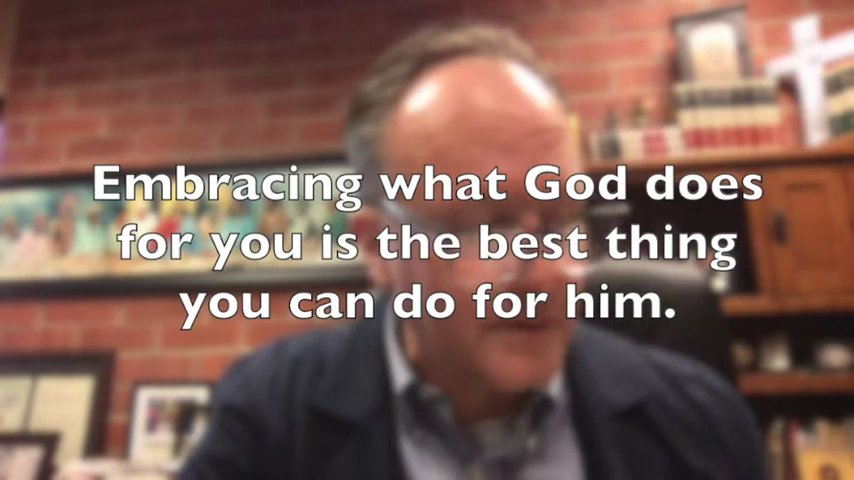 Embracing what God does
for you is the best thing
you can do for him.